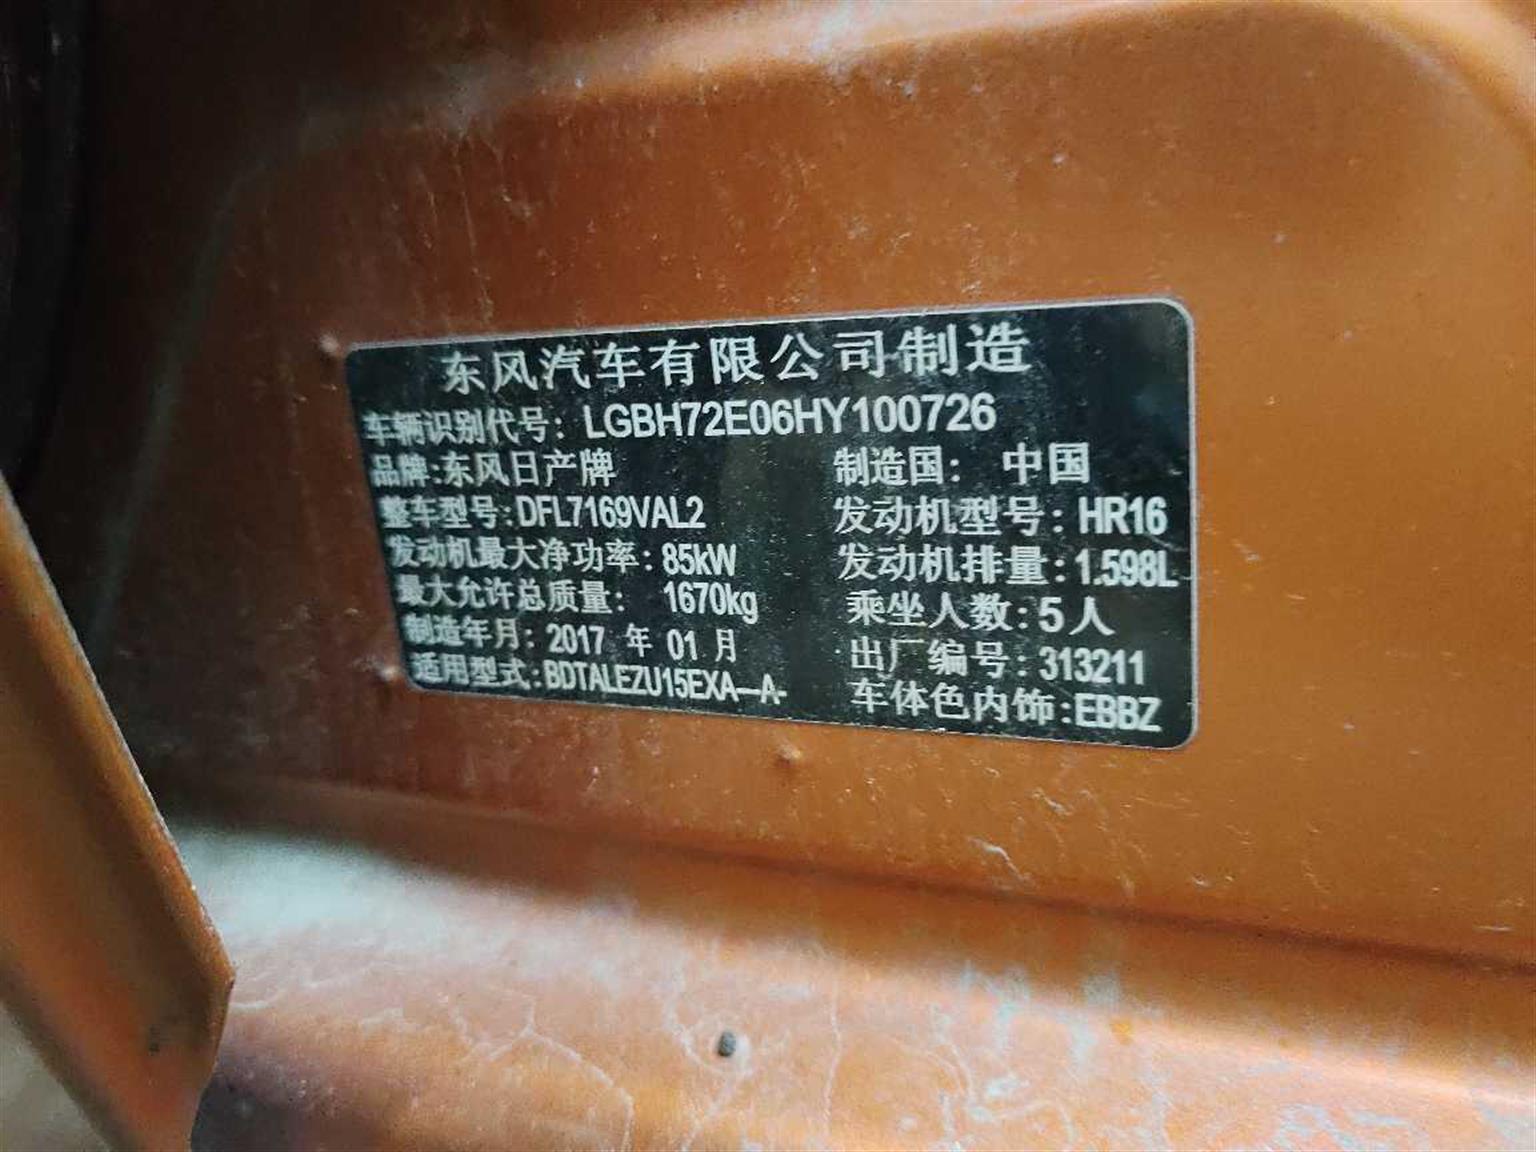 东风汽车有限公司制造
车辆识别代号: LGBH72E06HY100726
品牌:东风日产牌 制造国: 中国
整车型号:DFL7169VAL2 发动机型号: HR16
发动机最大净功率: 85kW 发动机排量: 1.598L
最大允许总质量: 1670kg 乘坐人数:5人
制造年月: 2017 年 01 月 出厂编号: 313211
适用型式:BDTALEZU15EXA—A- 车体色内饰:EBBZ